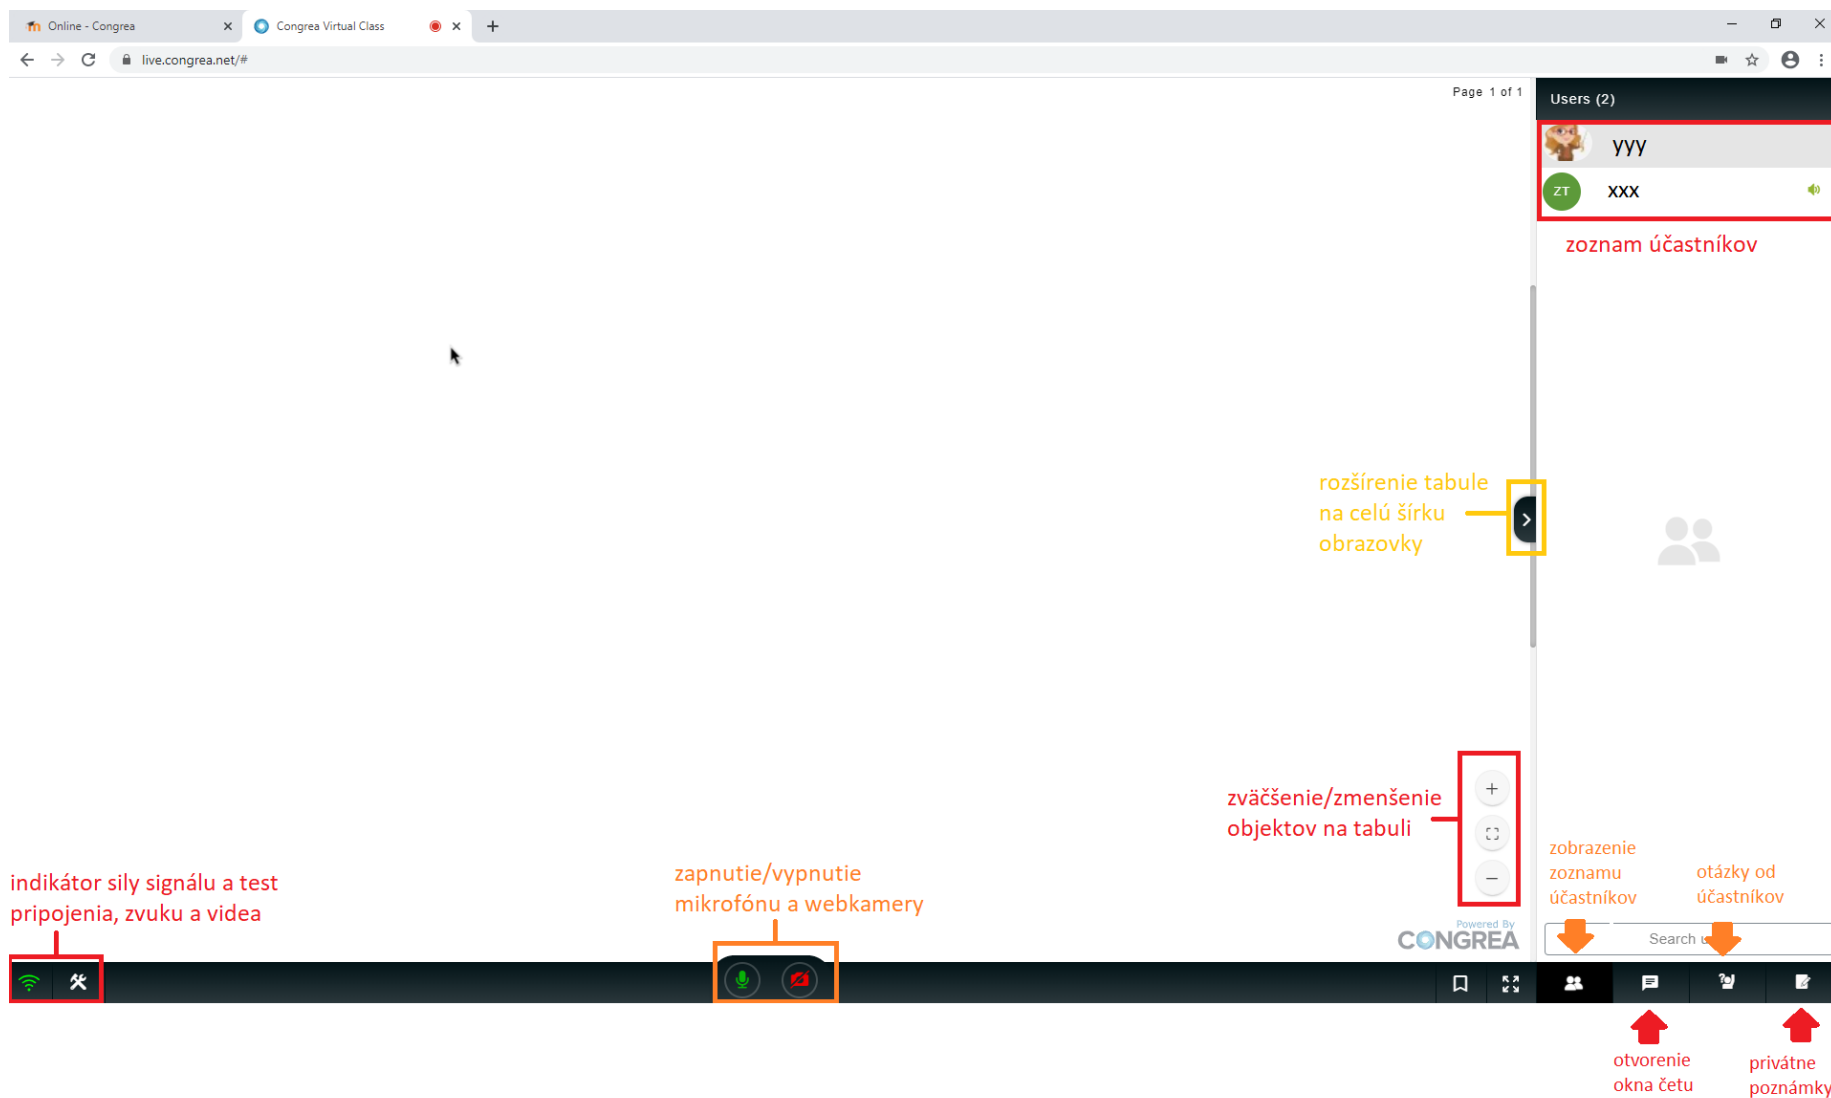 Online - Congrea
Congrea Virtual Class
live.congrea.net/#
Page 1 of 1
Users (2)
yyy
ZT
xxx
zoznam účastníkov
rozšírenie tabule
na celú šírku
obrazovky
zväčšenie/zmenšenie
objektov na tabuli
zobrazenie
zoznamu
účastníkov
otázky od
účastníkov
indikátor sily signálu a test
pripojenia, zvuku a videa
zapnutie/vypnutie
mikrofónu a webkamery
Powered By
CONGREA
Search
otvorenie
okna četu
privátne
poznámky